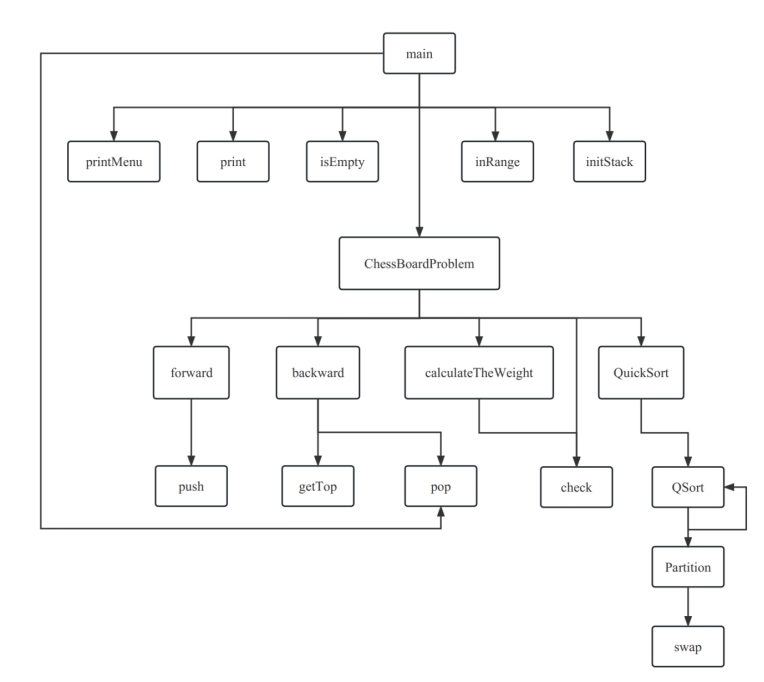 main
printMenu
print
isEmpty
inRange
initStack
ChessBoardProblem
forward
backward
calculateTheWeight
QuickSort
push
getTop
pop
check
QSort
Partition
swap